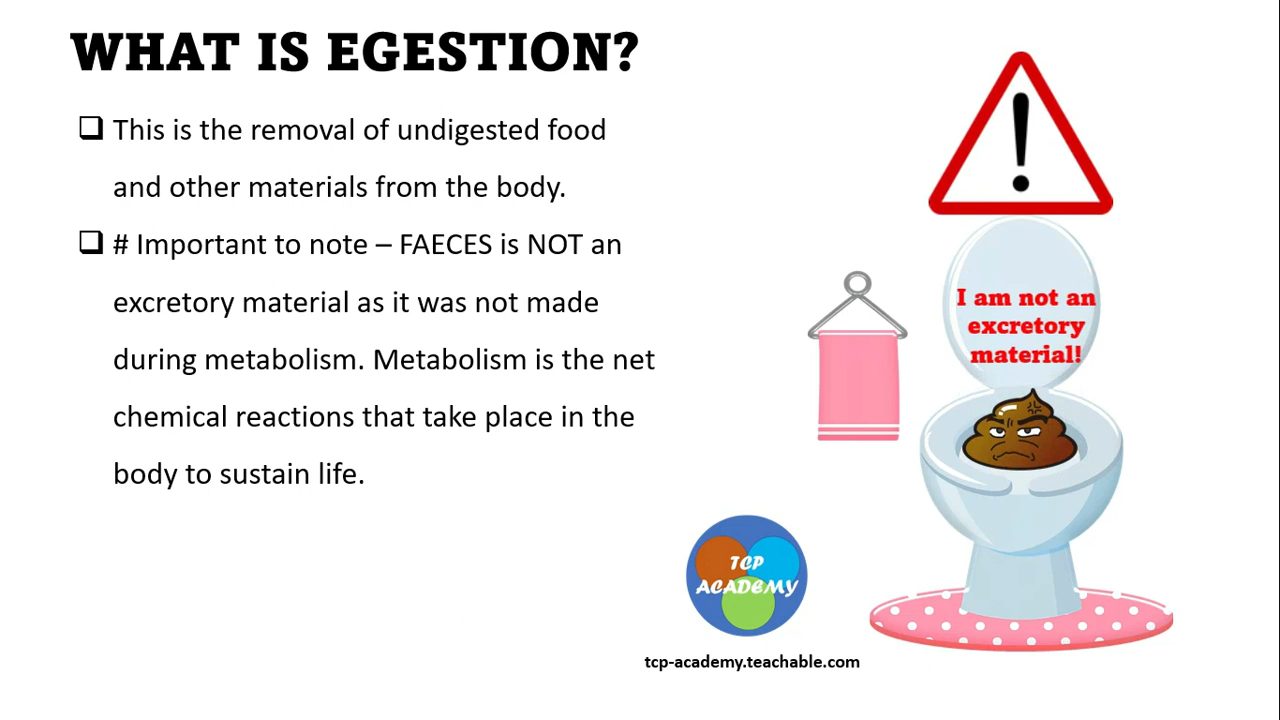 WHAT IS EGESTION?
This is the removal of undigested food
and other materials from the body.
# Important to note – FAECES is NOT an
excretory material as it was not made
during metabolism. Metabolism is the net
chemical reactions that take place in the
body to sustain life.
I am not an
excretory
material!
TCP
ACADEMY
tcp-academy.teachable.com